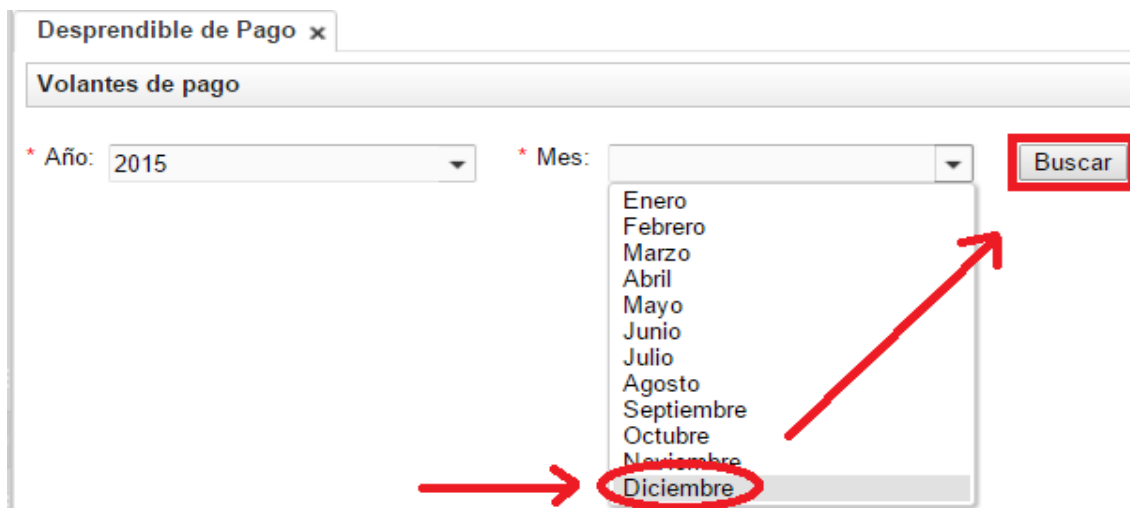 Desprendible de Pago x
Volantes de pago
* Año: 2015 * Mes: Buscar
Enero
Febrero
Marzo
Abril
Mayo
Junio
Julio
Agosto
Septiembre
Octubre
Noviembre
Diciembre